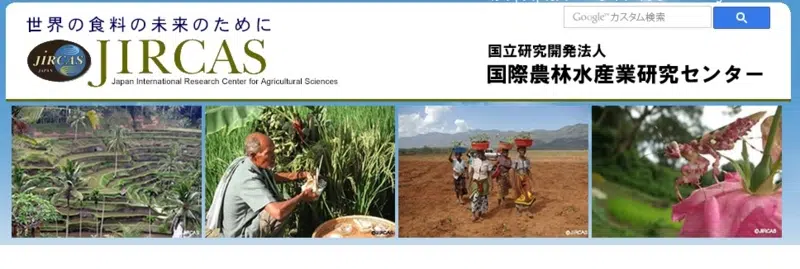 世界の食料の未来のために
Google™ カスタム検索
JIRCAS
JAPAN
JIRCAS
Japan International Research Center for Agricultural Sciences
国立研究開発法人
国際農林水産業研究センター
©JIRCAS
©JIRCAS
©JIRCAS
©JIRCAS